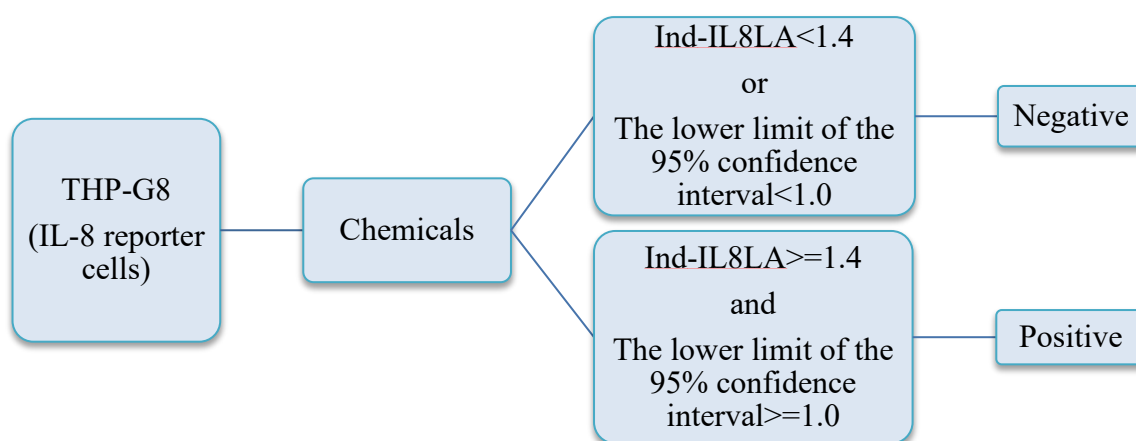 THP-G8
(IL-8 reporter
cells)
Chemicals
Ind-IL8LA<1.4
or
The lower limit of the
95% confidence
interval<1.0
Negative
Ind-IL8LA>=1.4
and
The lower limit of the
95% confidence
interval>=1.0
Positive